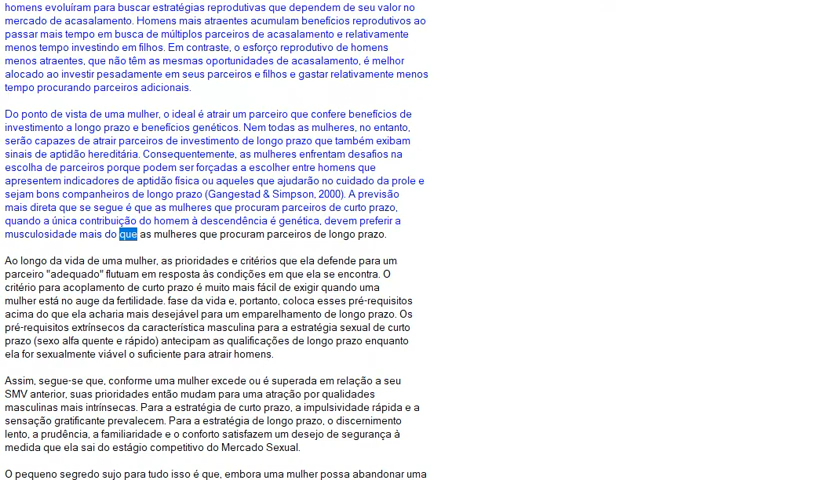 homens evoluíram para buscar estratégias reprodutivas que dependem de seu valor no
mercado de acasalamento. Homens mais atraentes acumulam benefícios reprodutivos ao
passar mais tempo em busca de múltiplos parceiros de acasalamento e relativamente
menos tempo investindo em filhos. Em contraste, o esforço reprodutivo de homens
menos atraentes, que não têm as mesmas oportunidades de acasalamento, é melhor
alocado ao investir pesadamente em seus parceiros e filhos e gastar relativamente menos
tempo procurando parceiros adicionais.
Do ponto de vista de uma mulher, o ideal é atrair um parceiro que confere benefícios de
investimento a longo prazo e benefícios genéticos. Nem todas as mulheres, no entanto,
serão capazes de atrair parceiros de investimento de longo prazo que também exibam
sinais de aptidão hereditária. Consequentemente, as mulheres enfrentam desafios na
escolha de parceiros porque podem ser forçadas a escolher entre homens que
apresentem indicadores de aptidão física ou aqueles que ajudarão no cuidado da prole e
sejam bons companheiros de longo prazo (Gangestad & Simpson, 2000). A previsão
mais direta que se segue é que as mulheres que procuram parceiros de curto prazo,
quando a única contribuição do homem à descendência é genética, devem preferir a
musculosidade mais do que as mulheres que procuram parceiros de longo prazo.
Ao longo da vida de uma mulher, as prioridades e critérios que ela defende para um
parceiro "adequado" flutuam em resposta às condições em que ela se encontra. O
critério para acoplamento de curto prazo é muito mais fácil de exigir quando uma
mulher está no auge da fertilidade. fase da vida e, portanto, coloca esses pré-requisitos
acima do que ela acharia mais desejável para um emparelhamento de longo prazo. Os
pré-requisitos extrínsecos da característica masculina para a estratégia sexual de curto
prazo (sexo alfa quente e rápido) antecipam as qualificações de longo prazo enquanto
ela for sexualmente viável o suficiente para atrair homens.
Assim, segue-se que, conforme uma mulher excede ou é superada em relação a seu
SMV anterior, suas prioridades então mudam para uma atração por qualidades
masculinas mais intrínsecas. Para a estratégia de curto prazo, a impulsividade rápida e a
sensação gratificante prevalecem. Para a estratégia de longo prazo, o discernimento
lento, a prudência, a familiaridade e o conforto satisfazem um desejo de segurança à
medida que ela sai do estágio competitivo do Mercado Sexual.
O pequeno segredo sujo para tudo isso é que, embora uma mulher possa abandonar uma